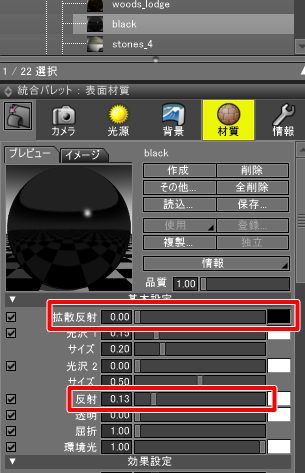 woods_lodge
black
stones_4
1 / 22 選択
統合パレット : 表面材質
カメラ 光源 背景 材質 情報
プレビュー イメージ
black
作成 削除
その他... 全削除
読込... 保存...
使用 登録...
複製... 独立
情報
品質 1.00
基本設定
拡散反射 0.00
光沢 1 0.15
サイズ 0.20
光沢 2 0.00
サイズ 0.50
反射 0.13
透明 0.00
屈折 1.00
環境光 1.00
効果設定